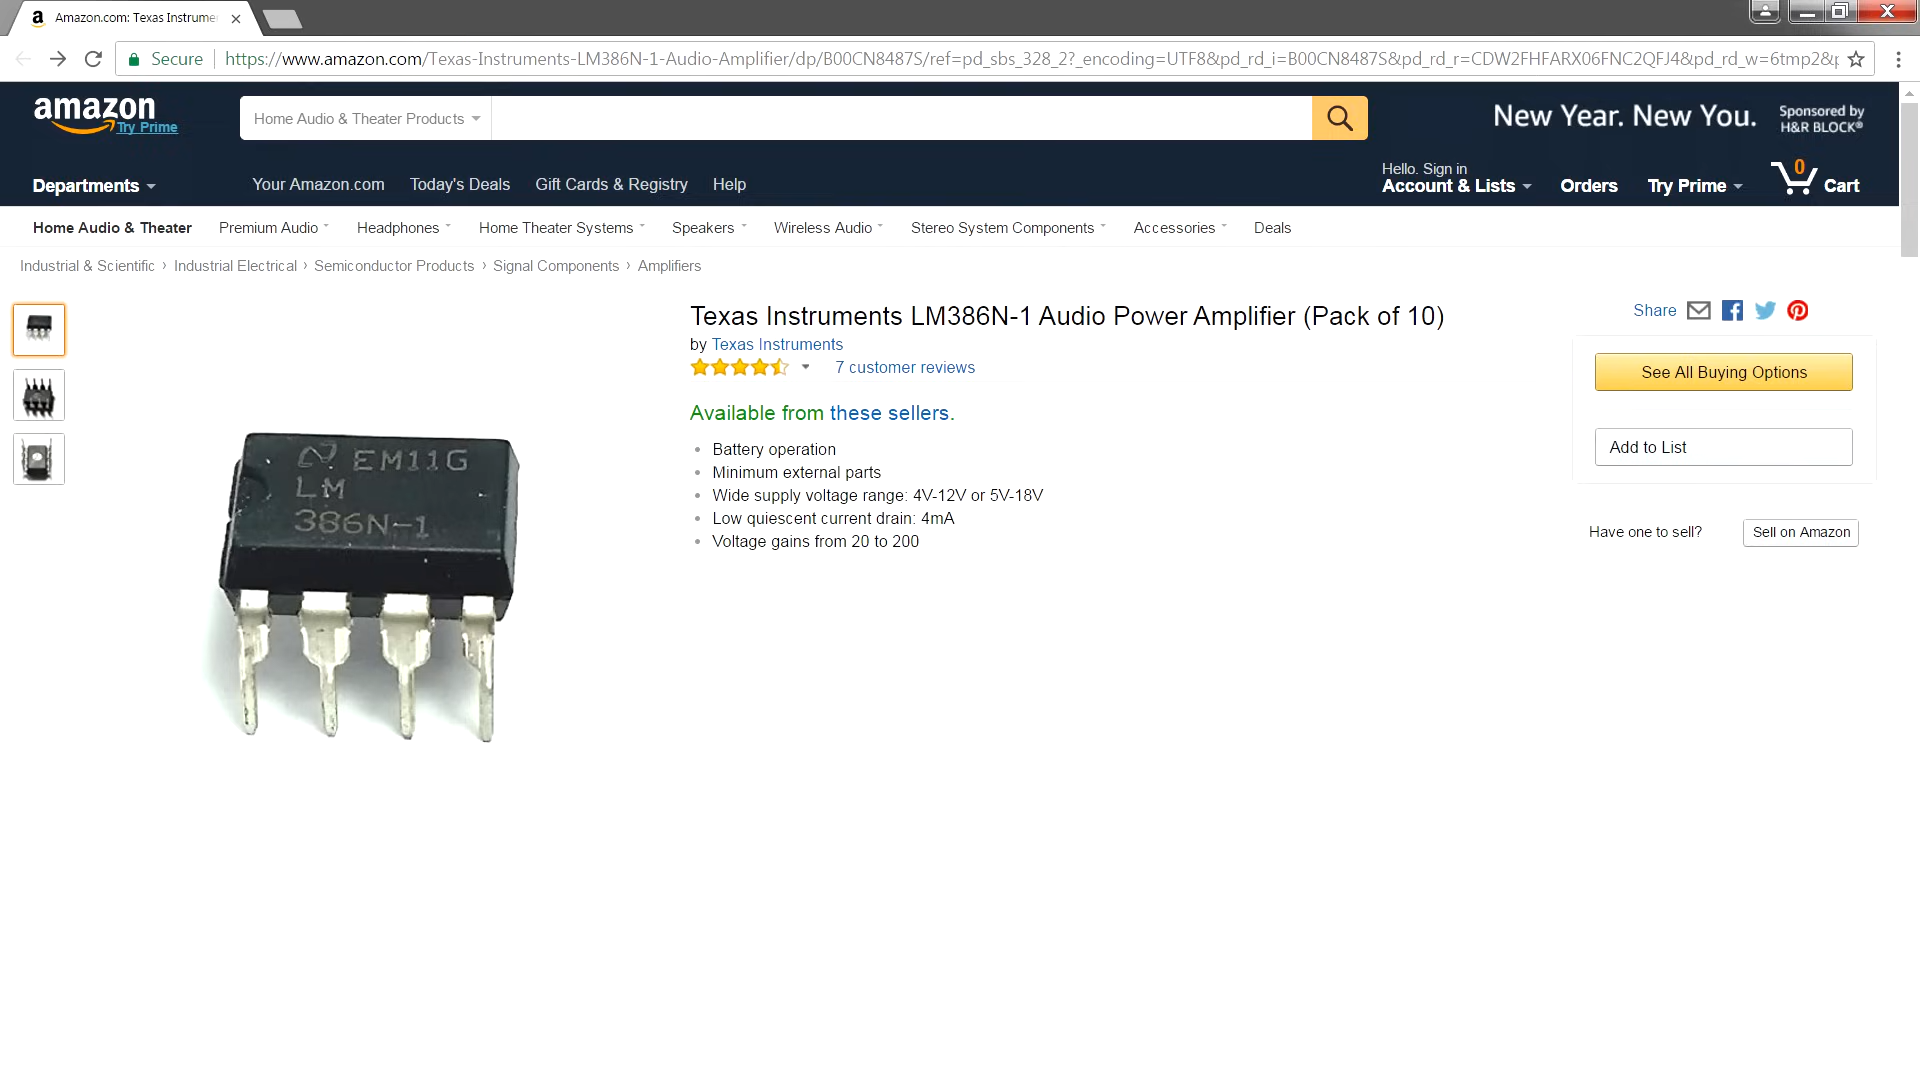 Amazon.com: Texas Instrume
Secure
https://www.amazon.com/Texas-Instruments-LM386N-1-Audio-Amplifier/dp/B00CN8487S/ref=pd_sbs_328_2?_encoding=UTF8&pd_rd_i=B00CN8487S&pd_rd_r=CDW2FHFARX06FNC2QFJ4&pd_rd_w=6tmp2&p
amazon
Try Prime
Home Audio & Theater Products
New Year. New You.
Sponsored by
H&R BLOCK®
Departments
Your Amazon.com Today's Deals Gift Cards & Registry Help
Hello. Sign in
Account & Lists
Orders
Try Prime
0
Cart
Home Audio & Theater Premium Audio Headphones Home Theater Systems Speakers Wireless Audio Stereo System Components Accessories Deals
Industrial & Scientific › Industrial Electrical › Semiconductor Products › Signal Components › Amplifiers
EM11G
LM
386N-1
Texas Instruments LM386N-1 Audio Power Amplifier (Pack of 10)
by Texas Instruments
7 customer reviews
Available from these sellers.
• Battery operation
• Minimum external parts
• Wide supply voltage range: 4V-12V or 5V-18V
• Low quiescent current drain: 4mA
• Voltage gains from 20 to 200
Share
See All Buying Options
Add to List
Have one to sell?
Sell on Amazon